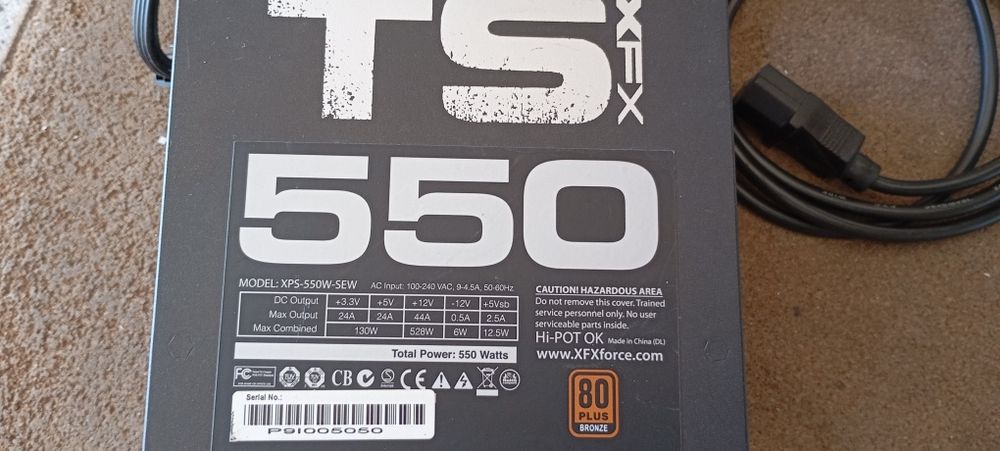 TS XFX
550
MODEL: XPS-550W-SEW AC Input: 100-240 VAC, 9-4.5A, 50-60Hz
DC Output +3.3V +5V +12V -12V +5Vsb
Max Output 24A 24A 44A 0.5A 2.5A
Max Combined 130W 528W 6W 12.5W
Total Power: 550 Watts
CAUTION! HAZARDOUS AREA
Do not remove this cover. Trained
service personnel only. No user
serviceable parts inside.
Hi-POT OK Made in China (DL)
www.XFXforce.com
FC CB CE
Serial No.:
P9I005050
80
PLUS
BRONZE